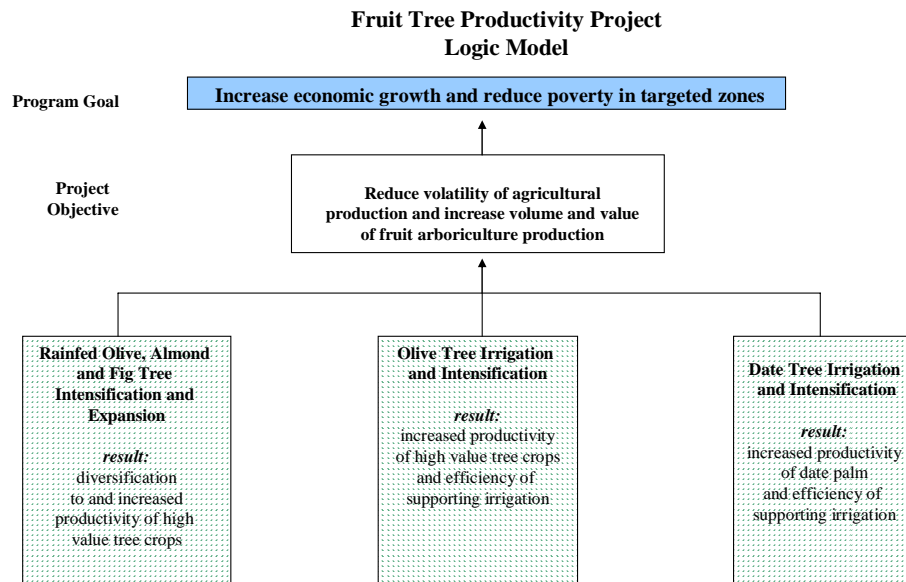 Fruit Tree Productivity Project
Logic Model
Program Goal
Increase economic growth and reduce poverty in targeted zones
Project
Objective
Reduce volatility of agricultural
production and increase volume and value
of fruit arboriculture production
Rainfed Olive, Almond
and Fig Tree
Intensification and
Expansion
result:
diversification
to and increased
productivity of high
value tree crops
Olive Tree Irrigation
and Intensification
result:
increased productivity
of high value tree crops
and efficiency of
supporting irrigation
Date Tree Irrigation
and Intensification
result:
increased productivity
of date palm
and efficiency of
supporting irrigation